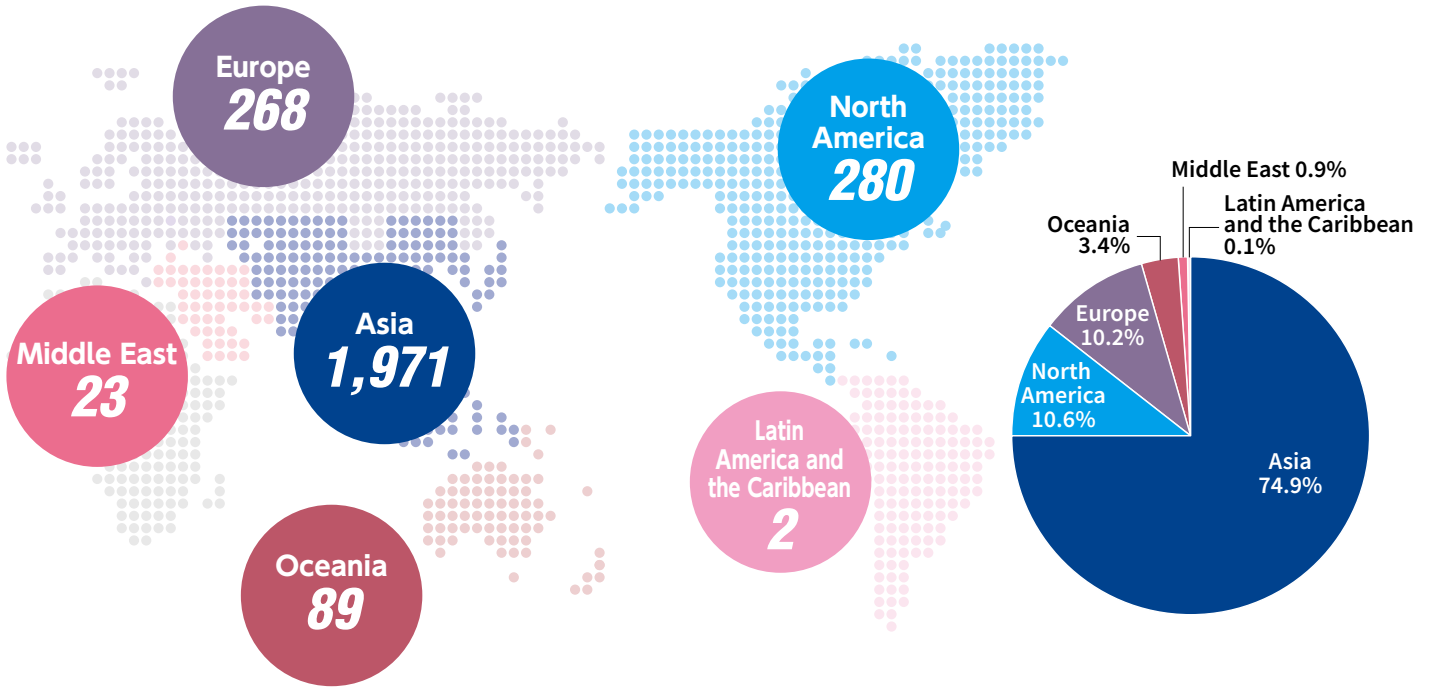 Europe
268
North
America
280
Middle East
23
Asia
1,971
Latin
America and
the Caribbean
2
Oceania
89
Middle East 0.9%
Latin America
and the Caribbean
0.1%
Oceania
3.4%
Europe
10.2%
North
America
10.6%
Asia
74.9%